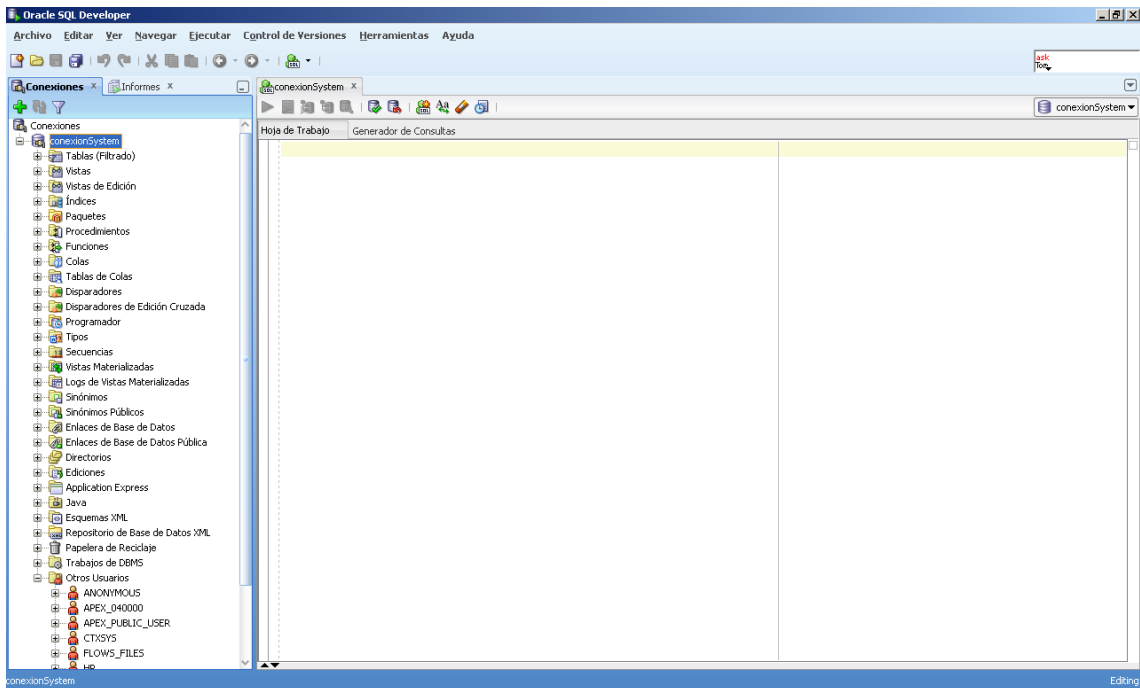 Oracle SQL Developer
Archivo Editar Ver Navegar Ejecutar Control de Versiones Herramientas Ayuda
ask
Tom
Conexiones Informes conexionSystem
conexionSystem
Conexiones
Hoja de Trabajo Generador de Consultas
conexionSystem
Tablas (Filtrado)
Vistas
Vistas de Edición
Índices
Paquetes
Procedimientos
Funciones
Colas
Tablas de Colas
Disparadores
Disparadores de Edición Cruzada
Programador
Tipos
Secuencias
Vistas Materializadas
Logs de Vistas Materializadas
Sinónimos
Sinónimos Públicos
Enlaces de Base de Datos
Enlaces de Base de Datos Pública
Directorios
Ediciones
Application Express
Java
Esquemas XML
Repositorio de Base de Datos XML
Papelera de Reciclaje
Trabajos de DBMS
Otros Usuarios
ANONYMOUS
APEX_040000
APEX_PUBLIC_USER
CTXSYS
FLOWS_FILES
HR
conexionSystem Editing